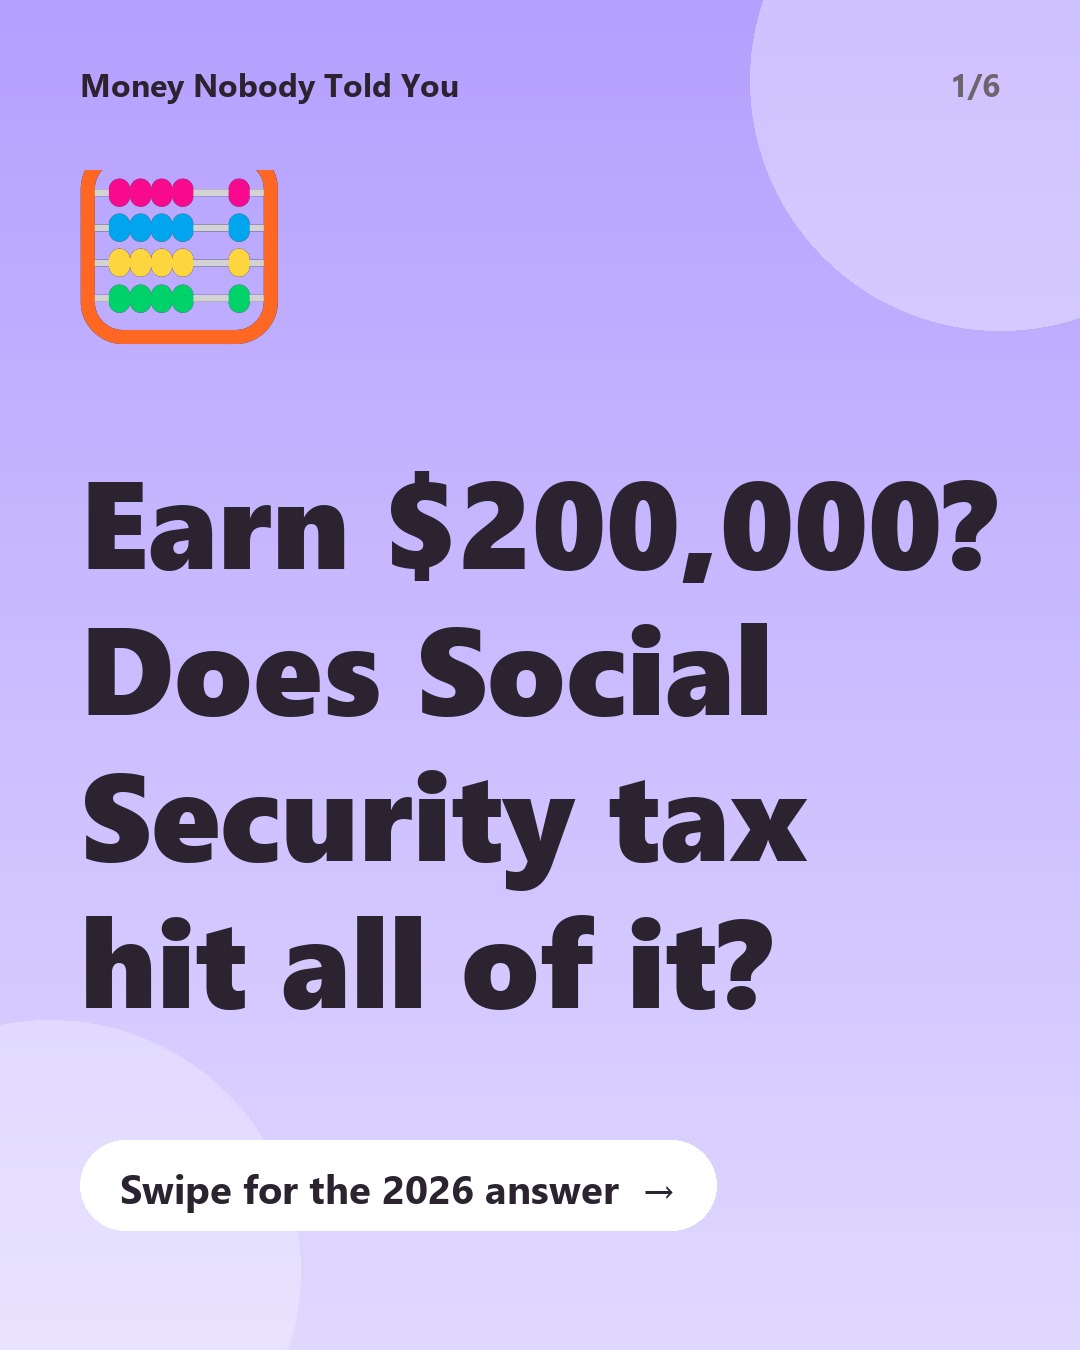 Money Nobody Told You
1/6
Earn $200,000?
Does Social
Security tax
hit all of it?
Swipe for the 2026 answer →